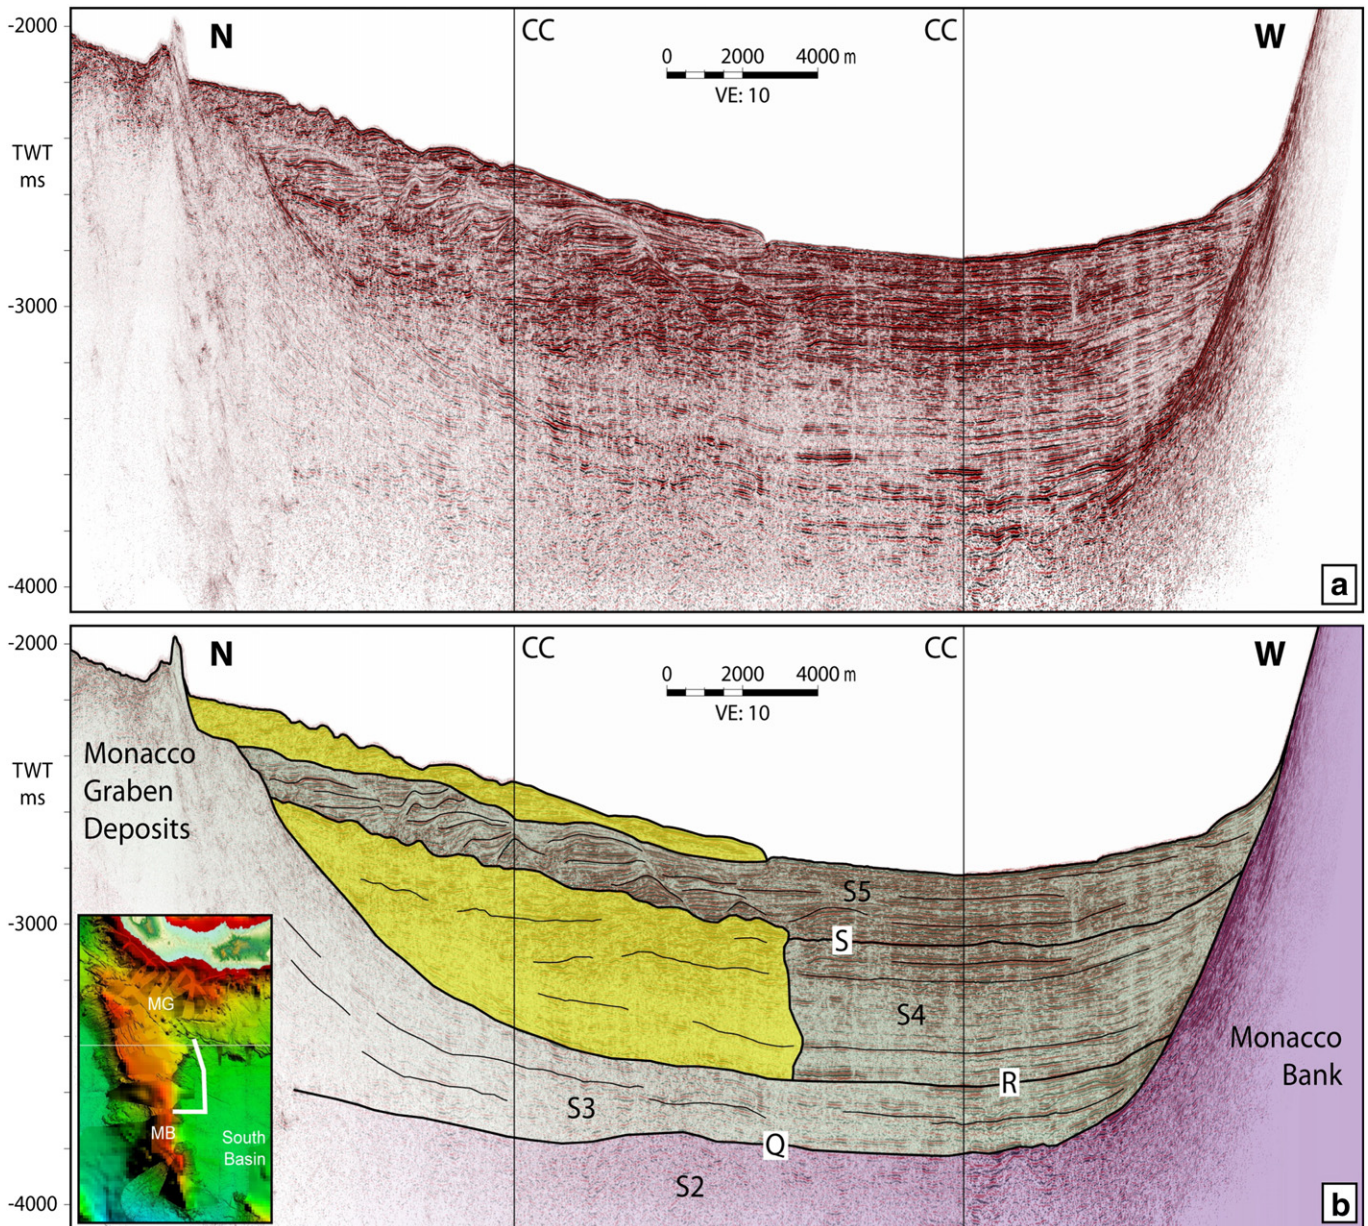 -2000
N
CC
CC
W
0 2000 4000 m
VE: 10
TWT
ms
-3000
-4000
a
-2000
N
CC
CC
W
0 2000 4000 m
VE: 10
Monacco
Graben
Deposits
TWT
ms
S5
-3000
S
MG
S4
Monacco
Bank
R
S3
MB
South
Basin
Q
S2
-4000
b